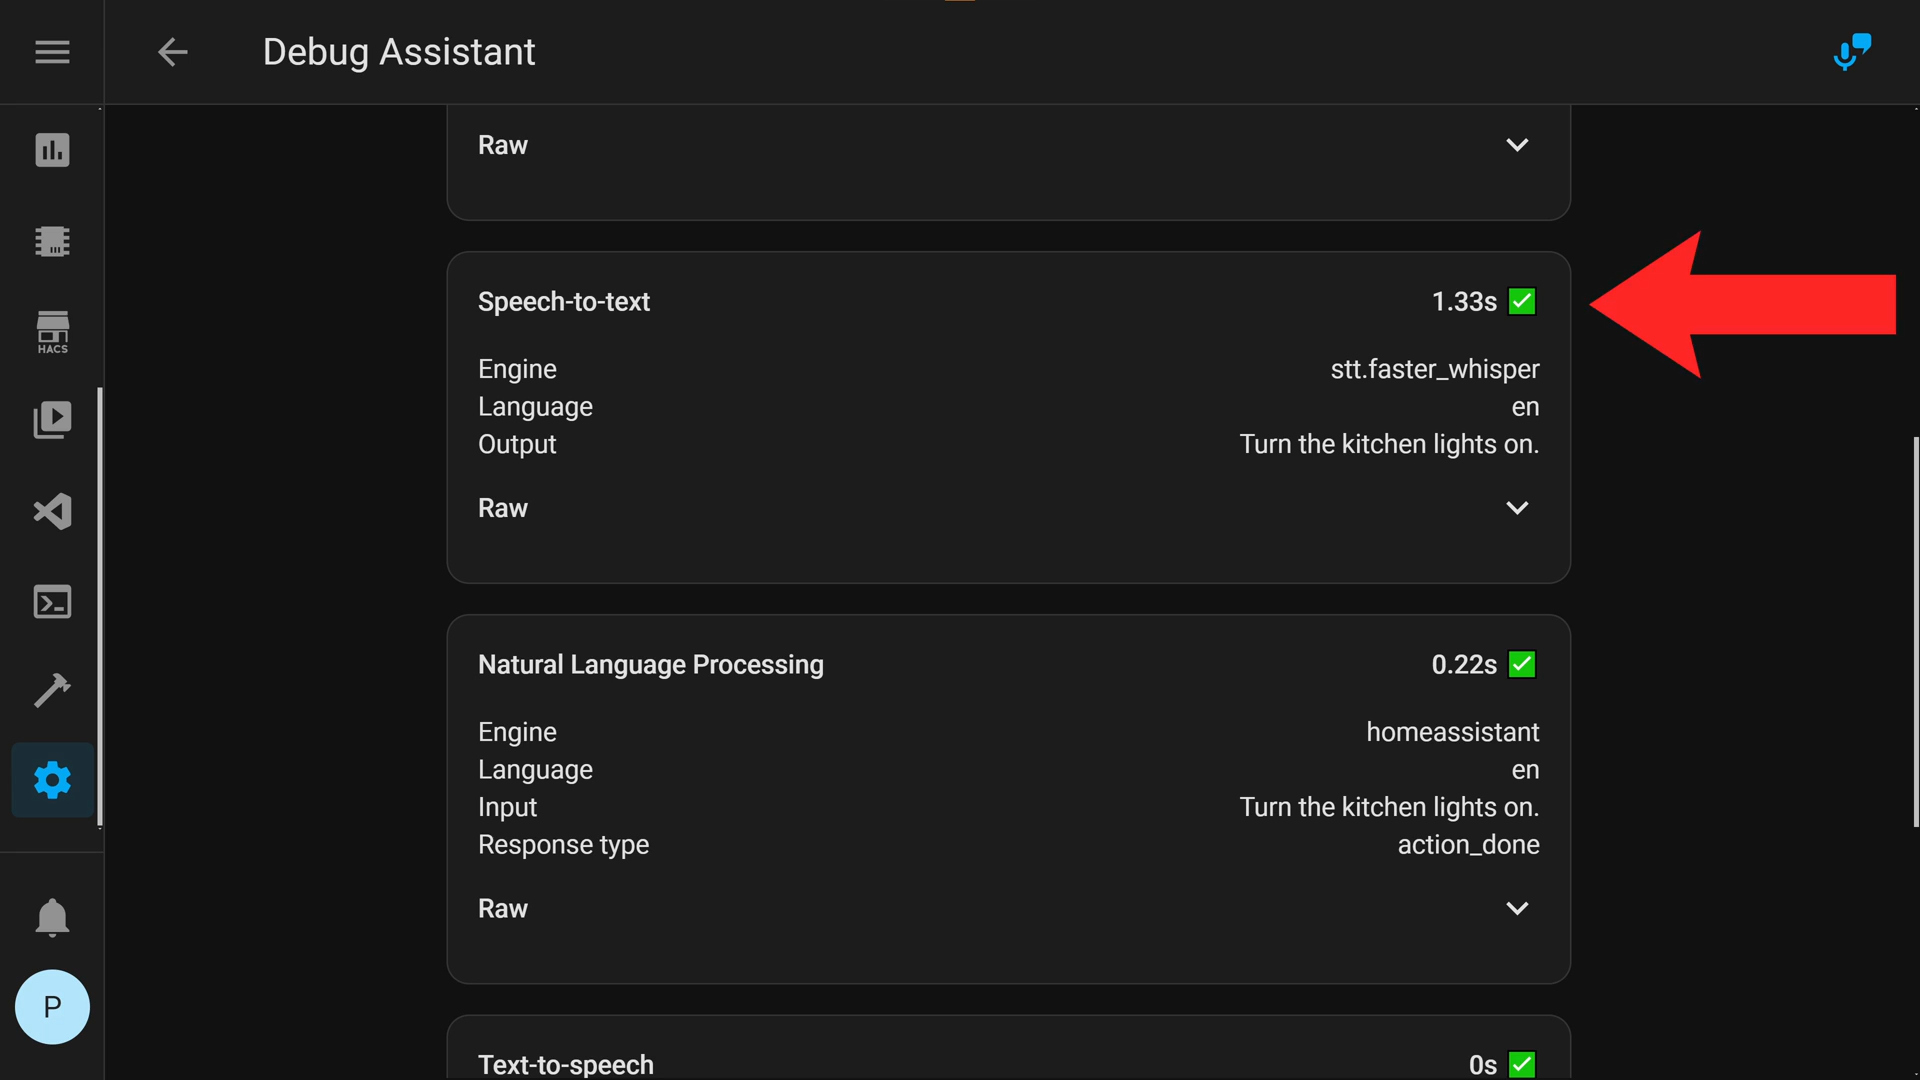 Debug Assistant
Raw
Speech-to-text 1.33s
Engine stt.faster_whisper
Language en
Output Turn the kitchen lights on.
Raw
Natural Language Processing 0.22s
Engine homeassistant
Language en
Input Turn the kitchen lights on.
Response type action_done
Raw
Text-to-speech 0s
HACS
P